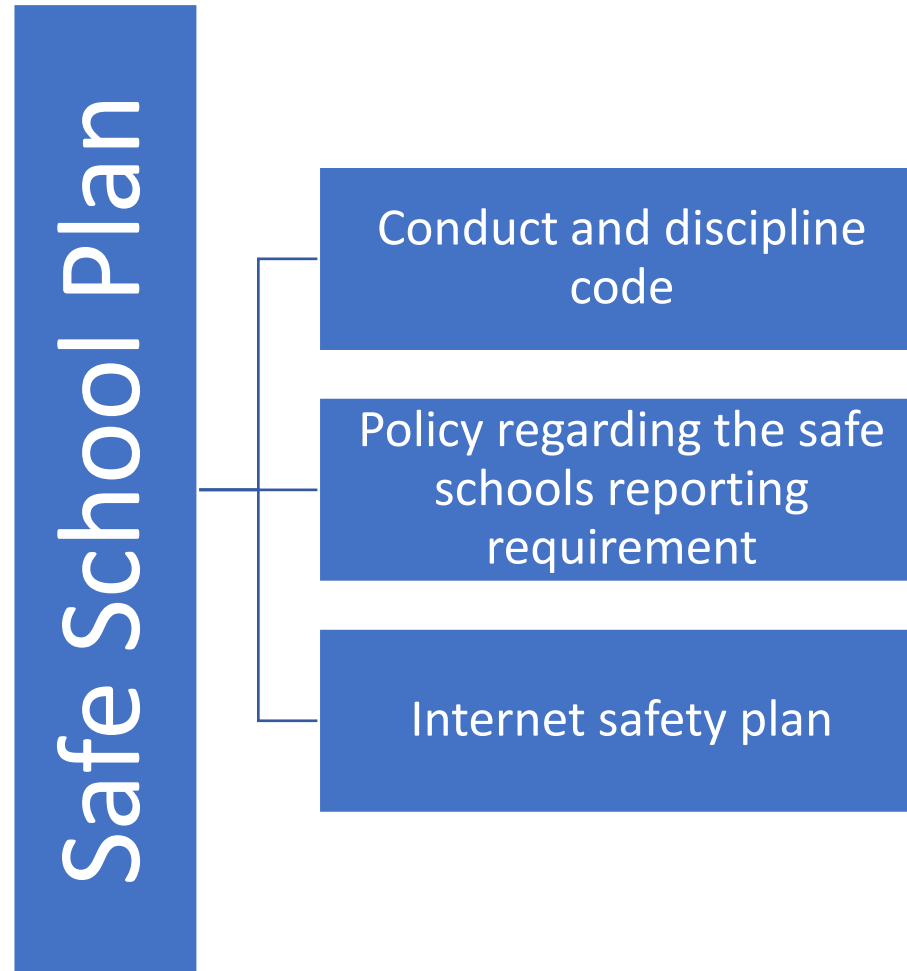 Safe School Plan
Conduct and discipline
code
Policy regarding the safe
schools reporting
requirement
Internet safety plan